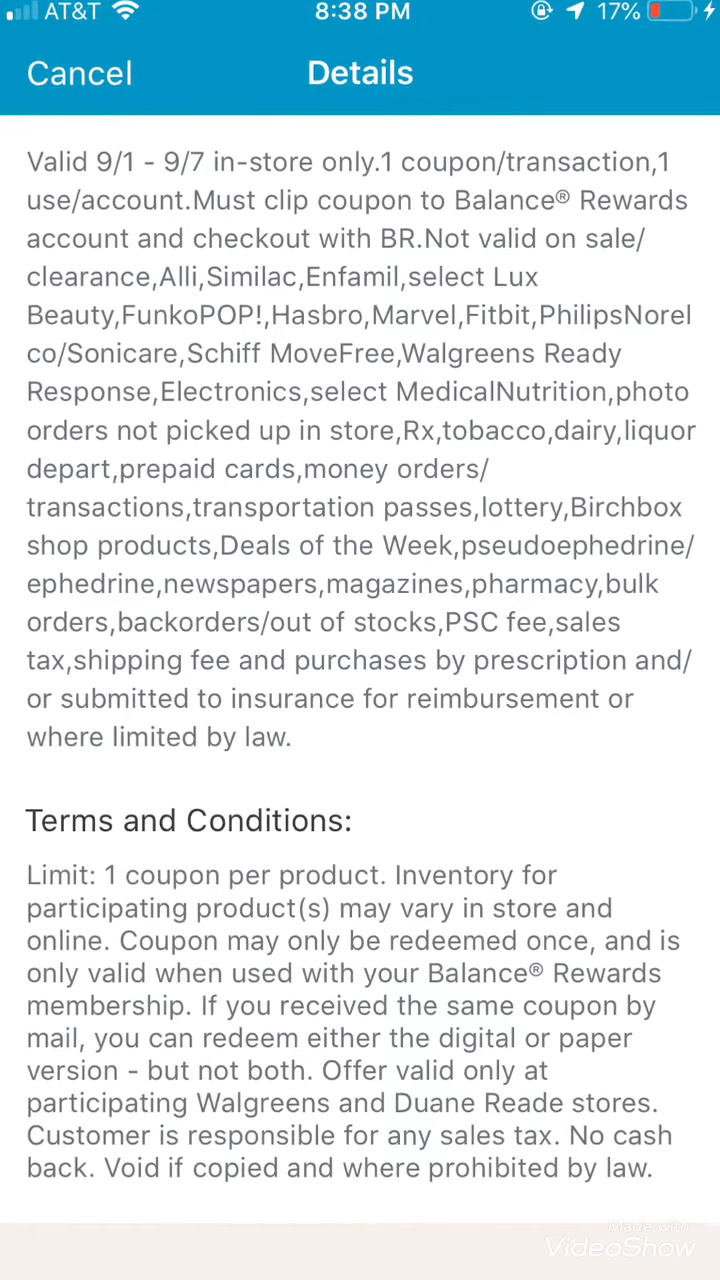 AT&T 8:38 PM 17%
Cancel Details
Valid 9/1 - 9/7 in-store only.1 coupon/transaction,1
use/account.Must clip coupon to Balance® Rewards
account and checkout with BR.Not valid on sale/
clearance,Alli,Similac,Enfamil,select Lux
Beauty,FunkoPOP!,Hasbro,Marvel,Fitbit,PhilipsNorel
co/Sonicare,Schiff MoveFree,Walgreens Ready
Response,Electronics,select MedicalNutrition,photo
orders not picked up in store,Rx,tobacco,dairy,liquor
depart,prepaid cards,money orders/
transactions,transportation passes,lottery,Birchbox
shop products,Deals of the Week,pseudoephedrine/
ephedrine,newspapers,magazines,pharmacy,bulk
orders,backorders/out of stocks,PSC fee,sales
tax,shipping fee and purchases by prescription and/
or submitted to insurance for reimbursement or
where limited by law.
Terms and Conditions:
Limit: 1 coupon per product. Inventory for
participating product(s) may vary in store and
online. Coupon may only be redeemed once, and is
only valid when used with your Balance® Rewards
membership. If you received the same coupon by
mail, you can redeem either the digital or paper
version - but not both. Offer valid only at
participating Walgreens and Duane Reade stores.
Customer is responsible for any sales tax. No cash
back. Void if copied and where prohibited by law.
Made with
VideoShow